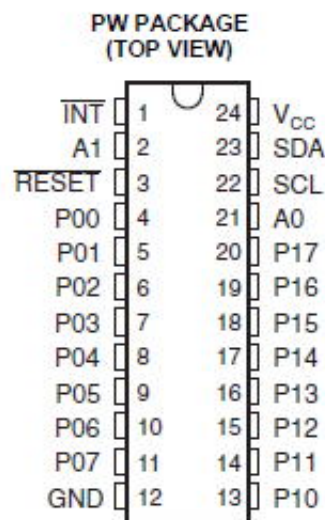 PW PACKAGE
(TOP VIEW)
INT 1 24 VCC
A1 2 23 SDA
RESET 3 22 SCL
P00 4 21 A0
P01 5 20 P17
P02 6 19 P16
P03 7 18 P15
P04 8 17 P14
P05 9 16 P13
P06 10 15 P12
P07 11 14 P11
GND 12 13 P10